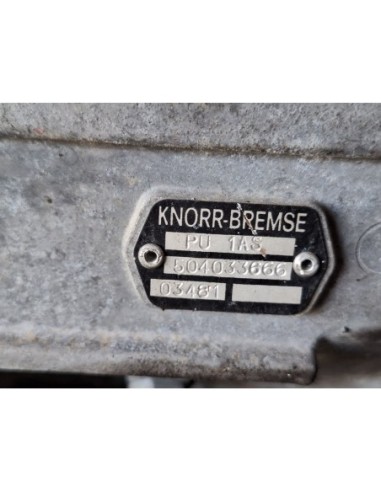 KNORR-BREMSE
PU 1AS
504033666
03481